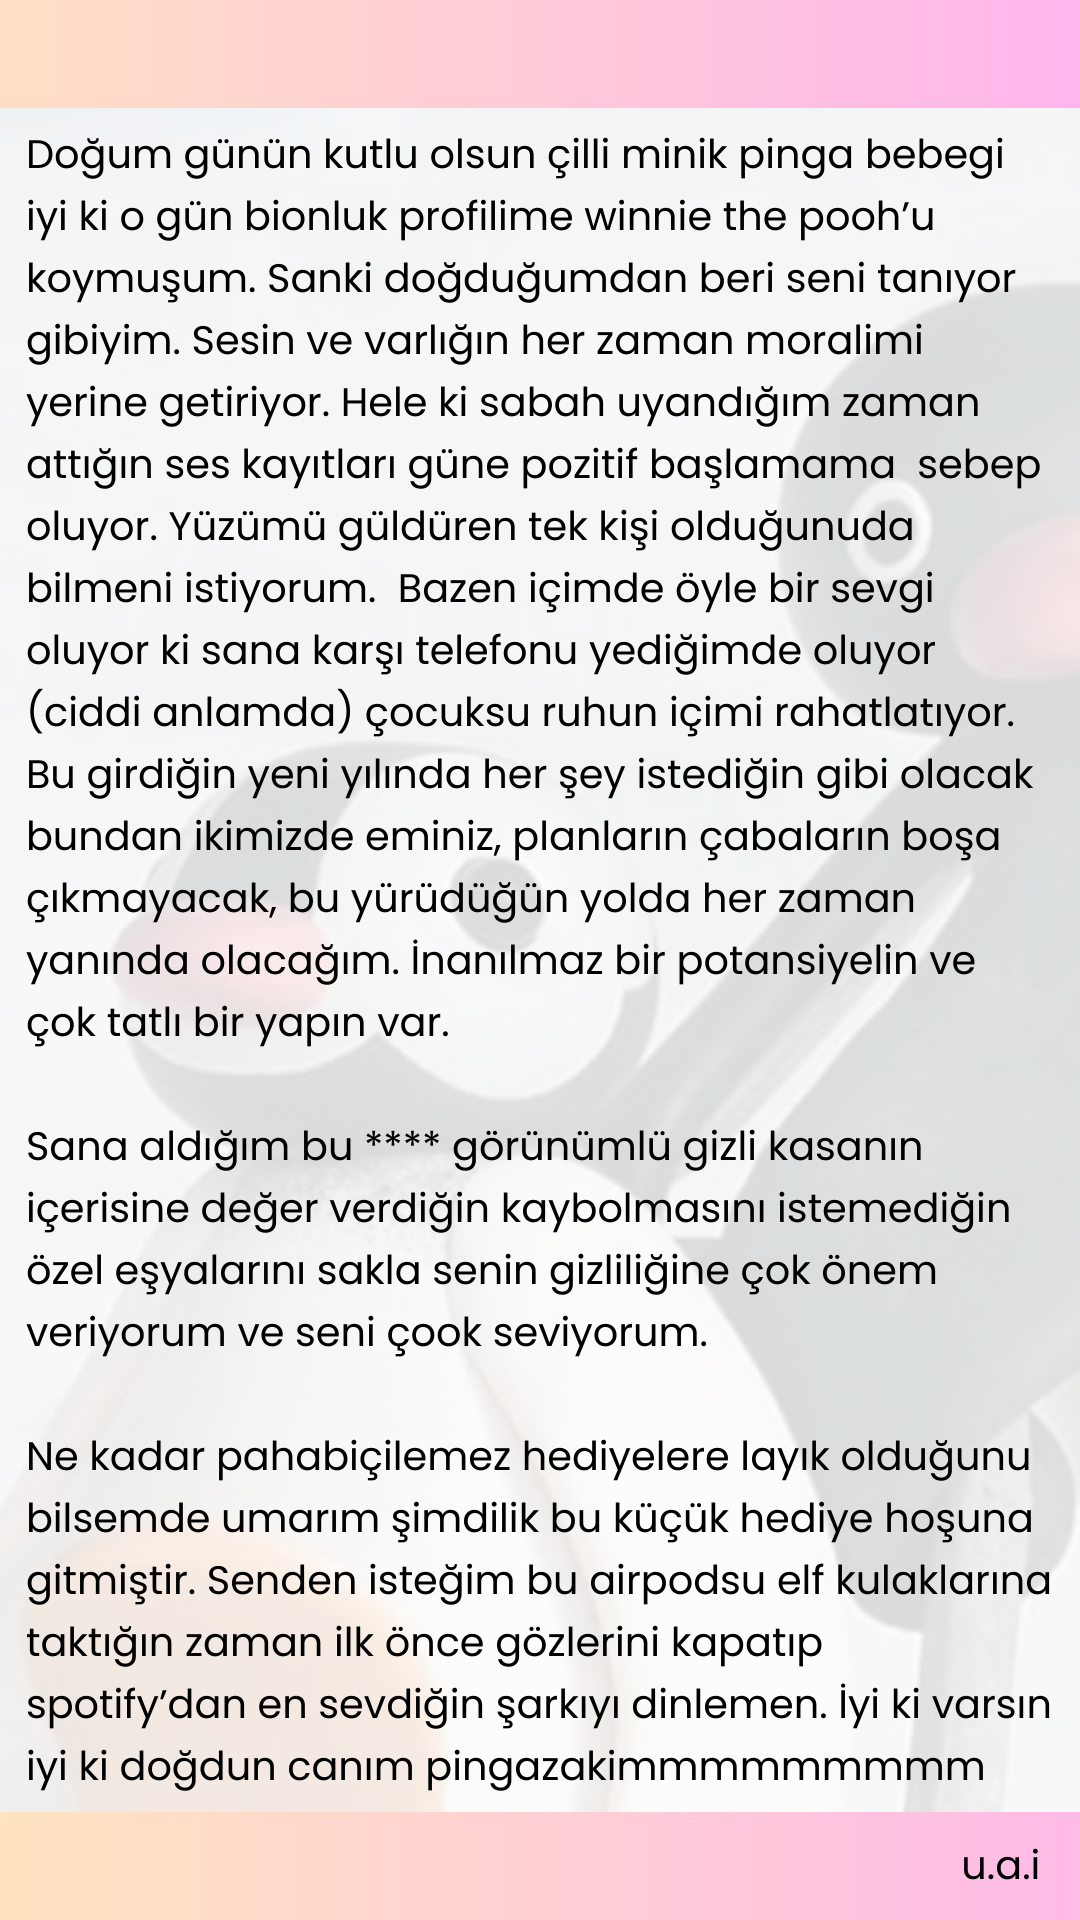 Doğum günün kutlu olsun çilli minik pinga bebegi
iyi ki o gün bionluk profilime winnie the pooh’u
koymuşum. Sanki doğduğumdan beri seni tanıyor
gibiyim. Sesin ve varlığın her zaman moralimi
yerine getiriyor. Hele ki sabah uyandığım zaman
attığın ses kayıtları güne pozitif başlamama  sebep
oluyor. Yüzümü güldüren tek kişi olduğunuda
bilmeni istiyorum.  Bazen içimde öyle bir sevgi
oluyor ki sana karşı telefonu yediğimde oluyor
(ciddi anlamda) çocuksu ruhun içimi rahatlatıyor.
Bu girdiğin yeni yılında her şey istediğin gibi olacak
bundan ikimizde eminiz, planların çabaların boşa
çıkmayacak, bu yürüdüğün yolda her zaman
yanında olacağım. İnanılmaz bir potansiyelin ve
çok tatlı bir yapın var.

Sana aldığım bu **** görünümlü gizli kasanın
içerisine değer verdiğin kaybolmasını istemediğin
özel eşyalarını sakla senin gizliliğine çok önem
veriyorum ve seni çook seviyorum.

Ne kadar pahabiçilemez hediyelere layık olduğunu
bilsemde umarım şimdilik bu küçük hediye hoşuna
gitmiştir. Senden isteğim bu airpodsu elf kulaklarına
taktığın zaman ilk önce gözlerini kapatıp
spotify’dan en sevdiğin şarkıyı dinlemen. İyi ki varsın
iyi ki doğdun canım pingazakimmmmmmmmm
u.a.i